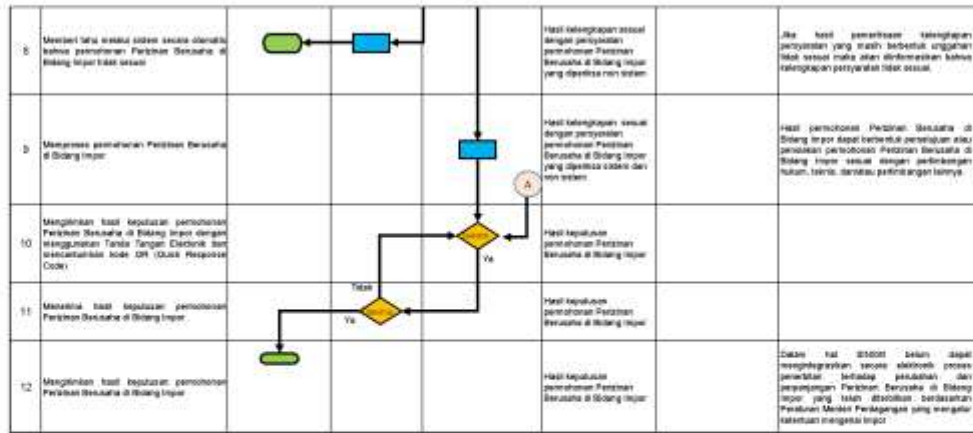 8
Memberi tahu melalui sistem secara otomatis
bahwa permohonan Perizinan Berusaha di
Bidang Impor tidak sesuai
Hasil kelengkapan sesuai
dengan persyaratan
permohonan Perizinan
Berusaha di Bidang Impor
yang diperiksa non sistem
Jika hasil pemeriksaan kelengkapan
persyaratan yang masih berbentuk unggahan
tidak sesuai maka akan diinformasikan bahwa
kelengkapan persyaratan tidak sesuai.
9
Memproses permohonan Perizinan Berusaha
di Bidang Impor
Hasil kelengkapan sesuai
dengan persyaratan
permohonan Perizinan
Berusaha di Bidang Impor
yang diperiksa sistem dan
non sistem
Hasil permohonan Perizinan Berusaha di
Bidang Impor dapat berbentuk persetujuan atau
penolakan permohonan Perizinan Berusaha di
Bidang Impor sesuai dengan pertimbangan
hukum, teknis, dan/atau pertimbangan lainnya.
A
10
Mengirimkan hasil keputusan permohonan
Perizinan Berusaha di Bidang Impor dengan
menggunakan Tanda Tangan Elektronik dan
mencantumkan kode QR (Quick Response
Code)
Ya
Hasil keputusan
permohonan Perizinan
Berusaha di Bidang Impor
11
Menerima hasil keputusan permohonan
Perizinan Berusaha di Bidang Impor
Tidak
Ya
Hasil keputusan
permohonan Perizinan
Berusaha di Bidang Impor
12
Mengirimkan hasil keputusan permohonan
Perizinan Berusaha di Bidang Impor
Hasil keputusan
permohonan Perizinan
Berusaha di Bidang Impor
Dalam hal belum dapat
mengintegrasikan secara elektronik proses
penerbitan terhadap perubahan dan
perpanjangan Perizinan Berusaha di Bidang
Impor yang telah diterbitkan berdasarkan
Peraturan Menteri Perdagangan yang mengatur
ketentuan mengenai Impor